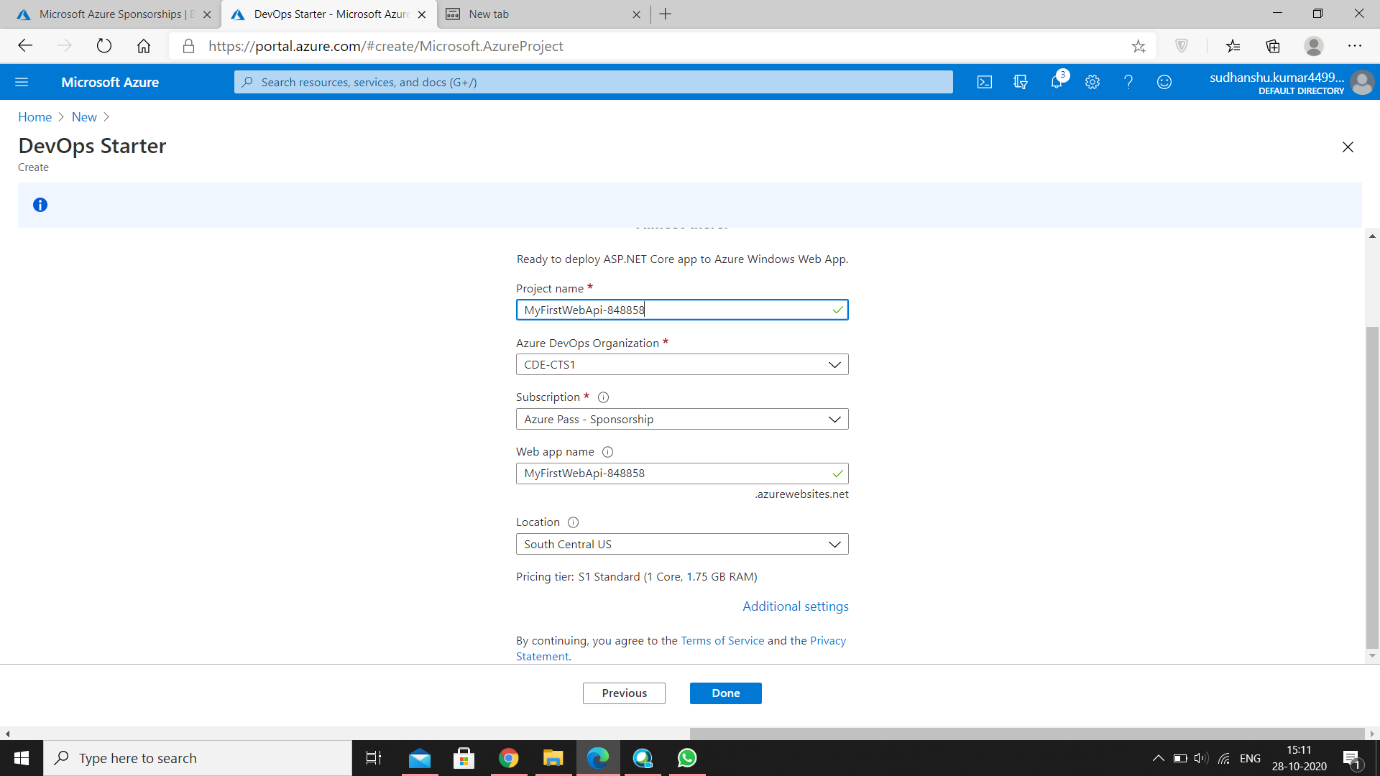 Microsoft Azure Sponsorships | E
DevOps Starter - Microsoft Azure
New tab
https://portal.azure.com/#create/Microsoft.AzureProject
Microsoft Azure
Search resources, services, and docs (G+/)
3
sudhanshu.kumar4499...
DEFAULT DIRECTORY
Home > New >
DevOps Starter
Create
Ready to deploy ASP.NET Core app to Azure Windows Web App.
Project name *
MyFirstWebApi-848858
Azure DevOps Organization *
CDE-CTS1
Subscription *
Azure Pass - Sponsorship
Web app name
MyFirstWebApi-848858
.azurewebsites.net
Location
South Central US
Pricing tier: S1 Standard (1 Core, 1.75 GB RAM)
Additional settings
By continuing, you agree to the Terms of Service and the Privacy
Statement.
Previous
Done
Type here to search
ENG
15:11
28-10-2020
1